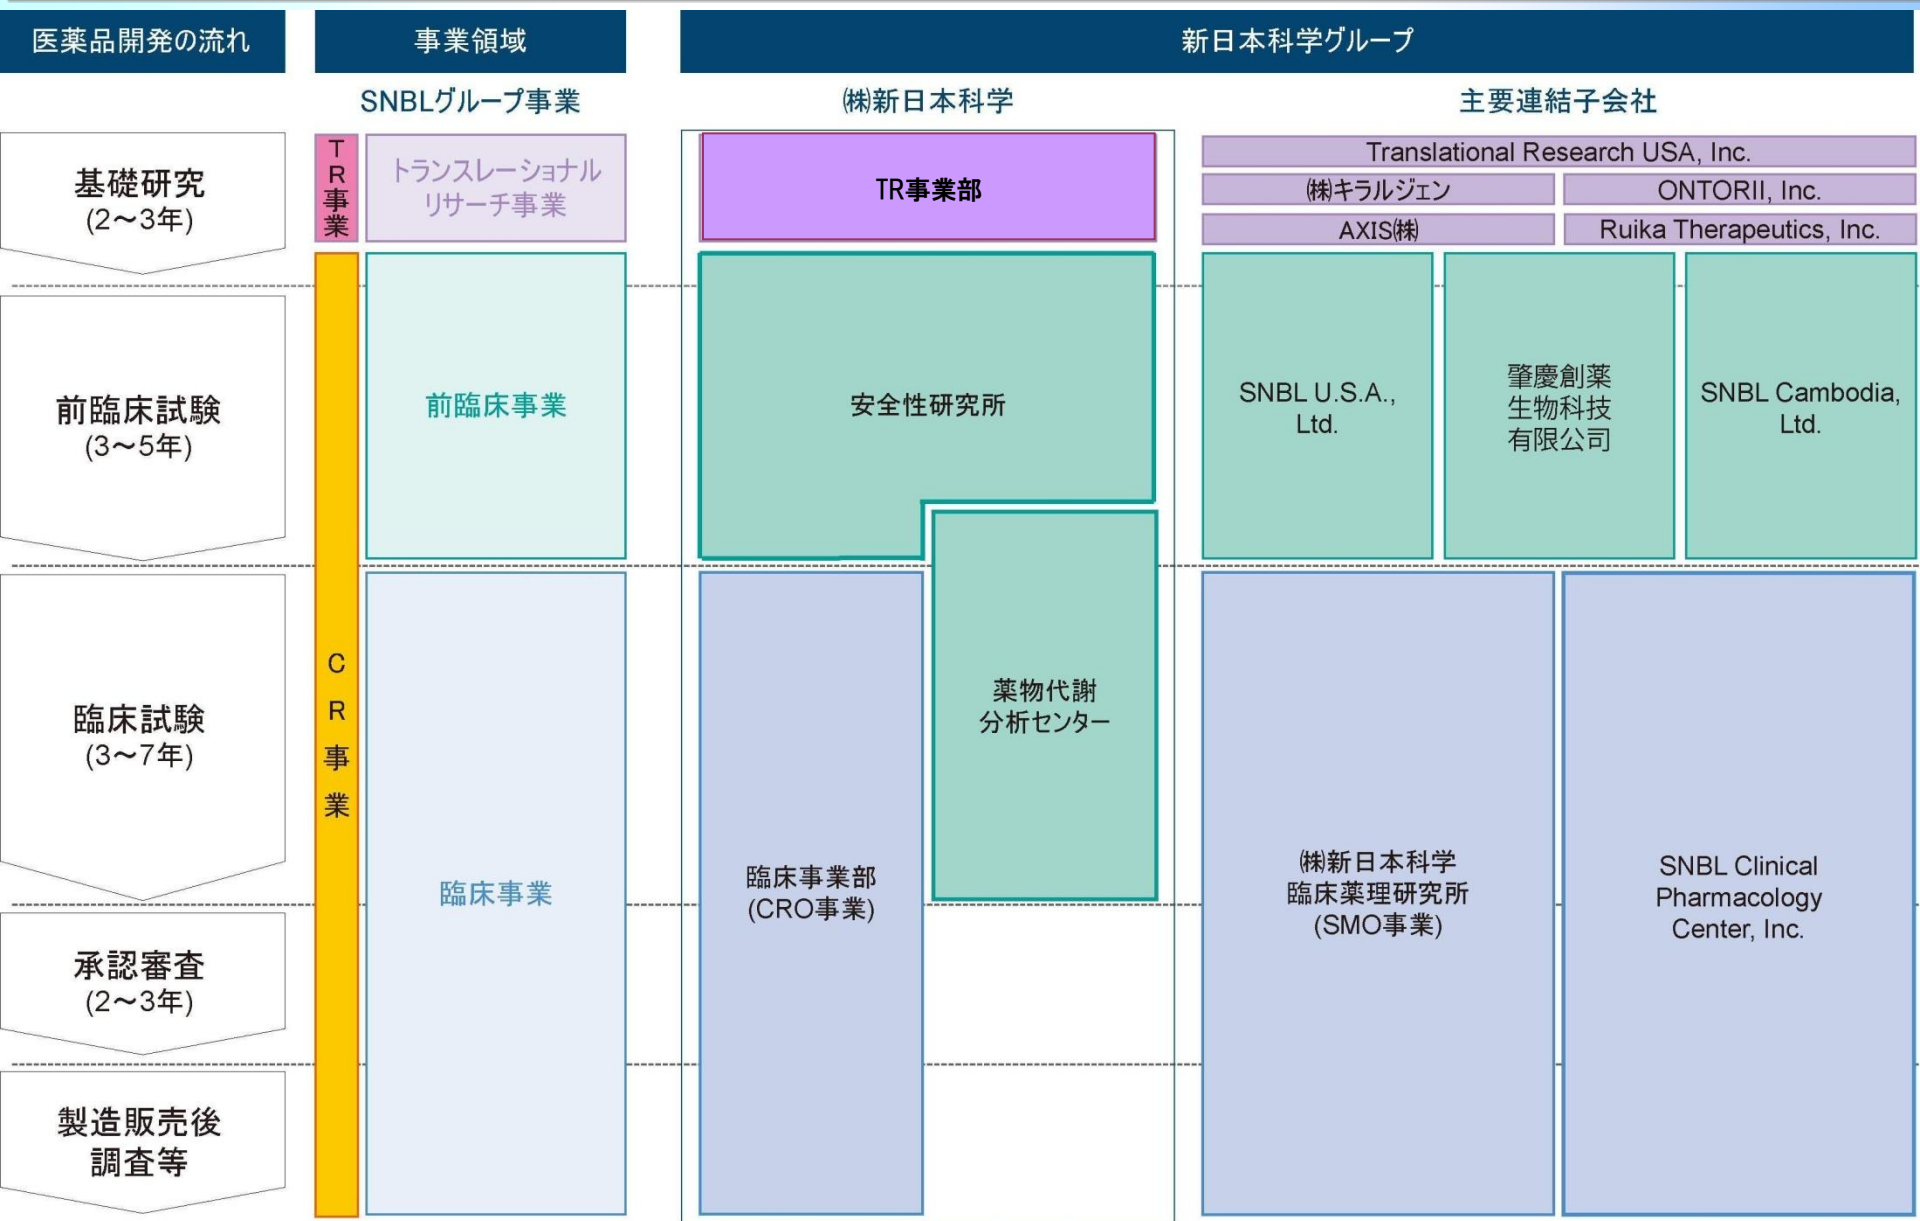 医薬品開発の流れ
事業領域
新日本科学グループ
SNBLグループ事業
㈱新日本科学
主要連結子会社
基礎研究
(2～3年)
TR事業
トランスレーショナル
リサーチ事業
TR事業部
Translational Research USA, Inc.
㈱キラルジェン
ONTORII, Inc.
AXIS㈱
Ruika Therapeutics, Inc.
前臨床試験
(3～5年)
CR事業
前臨床事業
安全性研究所
SNBL U.S.A.,
Ltd.
肇慶創薬
生物科技
有限公司
SNBL Cambodia,
Ltd.
臨床試験
(3～7年)
薬物代謝
分析センター
臨床事業
臨床事業部
(CRO事業)
㈱新日本科学
臨床薬理研究所
(SMO事業)
SNBL Clinical
Pharmacology
Center, Inc.
承認審査
(2～3年)
製造販売後
調査等